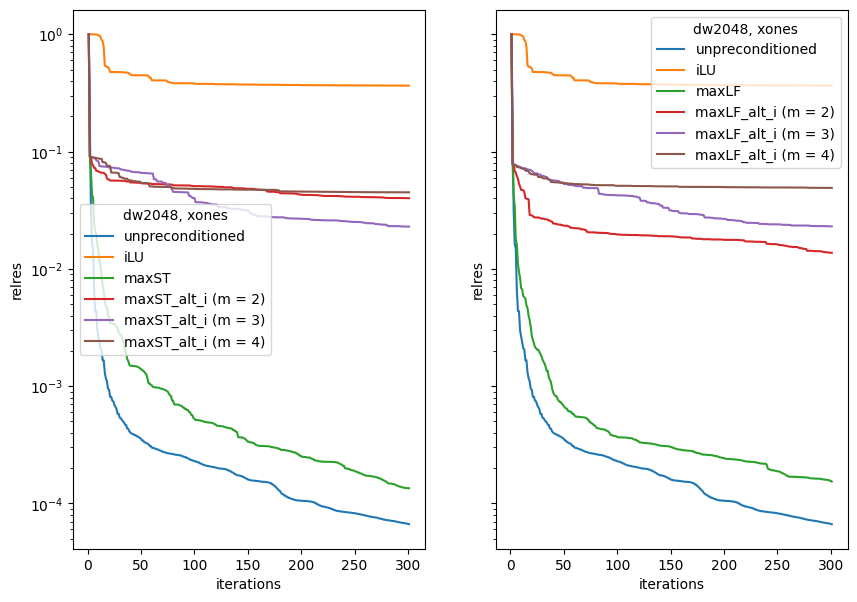 10⁰
10⁻¹
10⁻²
10⁻³
10⁻⁴
relres
0 50 100 150 200 250 300
iterations
dw2048, xones
unpreconditioned
iLU
maxST
maxST_alt_i (m = 2)
maxST_alt_i (m = 3)
maxST_alt_i (m = 4)
relres
0 50 100 150 200 250 300
iterations
dw2048, xones
unpreconditioned
iLU
maxLF
maxLF_alt_i (m = 2)
maxLF_alt_i (m = 3)
maxLF_alt_i (m = 4)